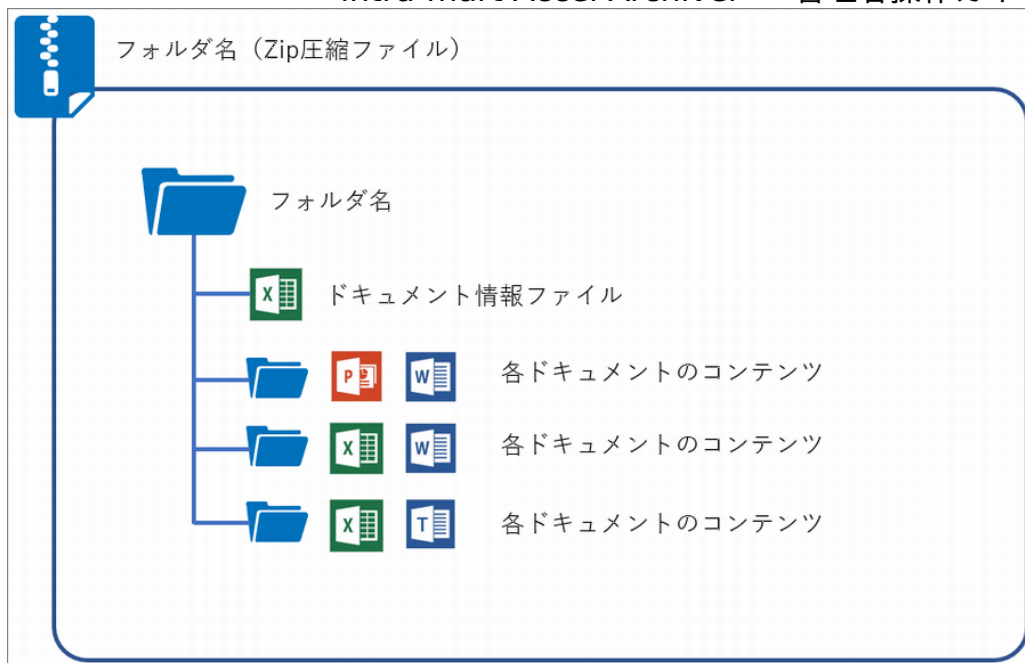 フォルダ名（Zip圧縮ファイル）
フォルダ名
X
ドキュメント情報ファイル
P W 各ドキュメントのコンテンツ
X W 各ドキュメントのコンテンツ
X T 各ドキュメントのコンテンツ